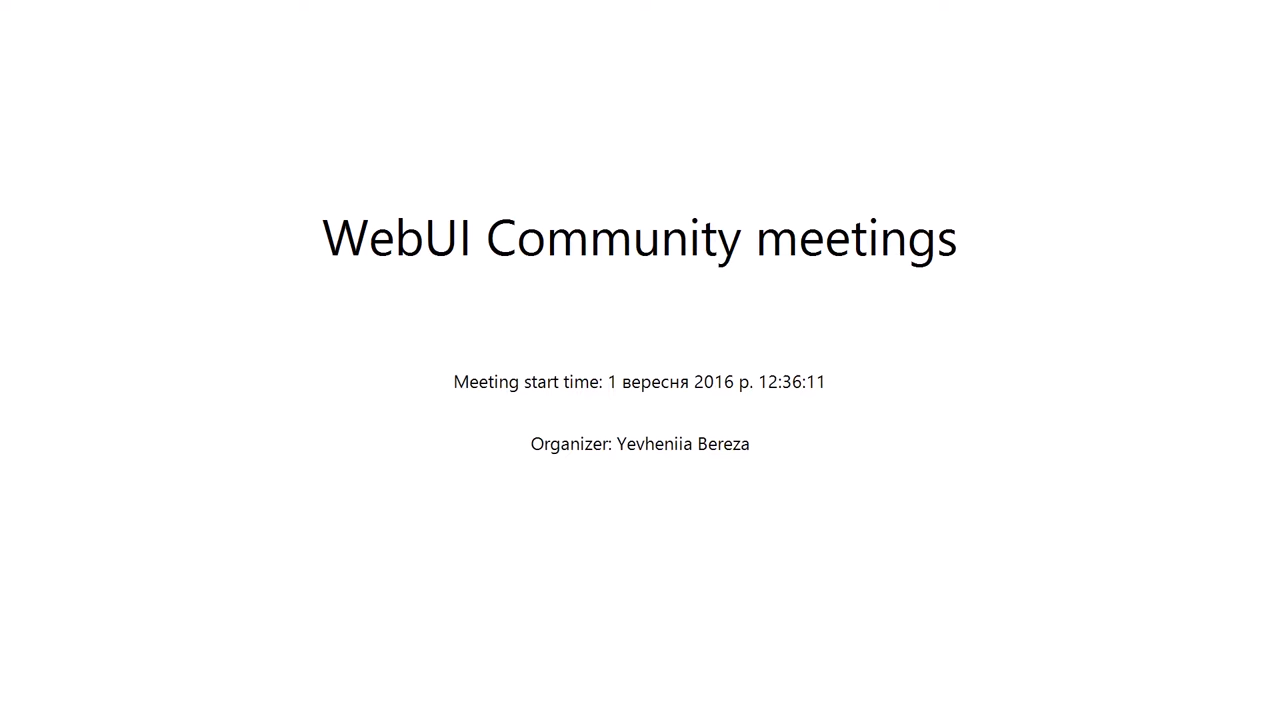 WebUI Community meetings
Meeting start time: 1 вересня 2016 р. 12:36:11
Organizer: Yevheniia Bereza